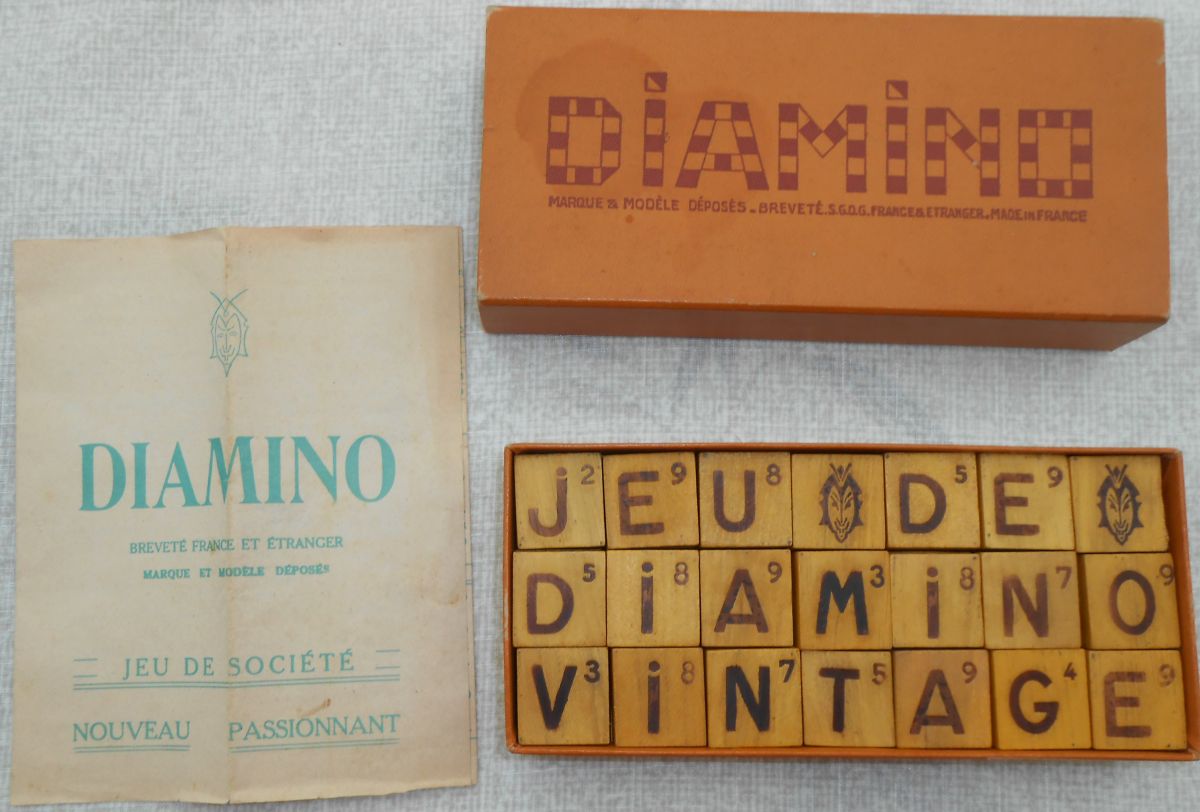 DiAMiNO
MARQUE & MODÈLE DÉPOSÉS. BREVETÉ.S.G.D.G. FRANCE & ETRANGER. MADE iN FRANCE
DIAMINO
BREVETÉ FRANCE ET ÉTRANGER
MARQUE ET MODÈLE DÉPOSÉS
JEU DE SOCIÉTÉ
NOUVEAU PASSIONNANT
J2 E9 U8 D5 E9
D5 i8 A9 M3 i8 N7 O9
V3 i8 N7 T5 A9 G4 E9